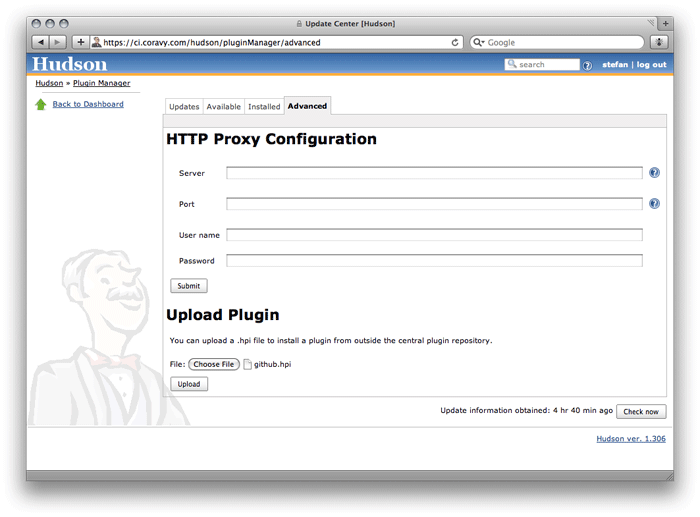 Update Center [Hudson]
https://ci.coravy.com/hudson/pluginManager/advanced
Google
Hudson
search
stefan | log out
Hudson » Plugin Manager
Back to Dashboard
Updates Available Installed Advanced
HTTP Proxy Configuration
Server
Port
User name
Password
Submit
Upload Plugin
You can upload a .hpi file to install a plugin from outside the central plugin repository.
File: Choose File github.hpi
Upload
Update information obtained: 4 hr 40 min ago Check now
Hudson ver. 1.306